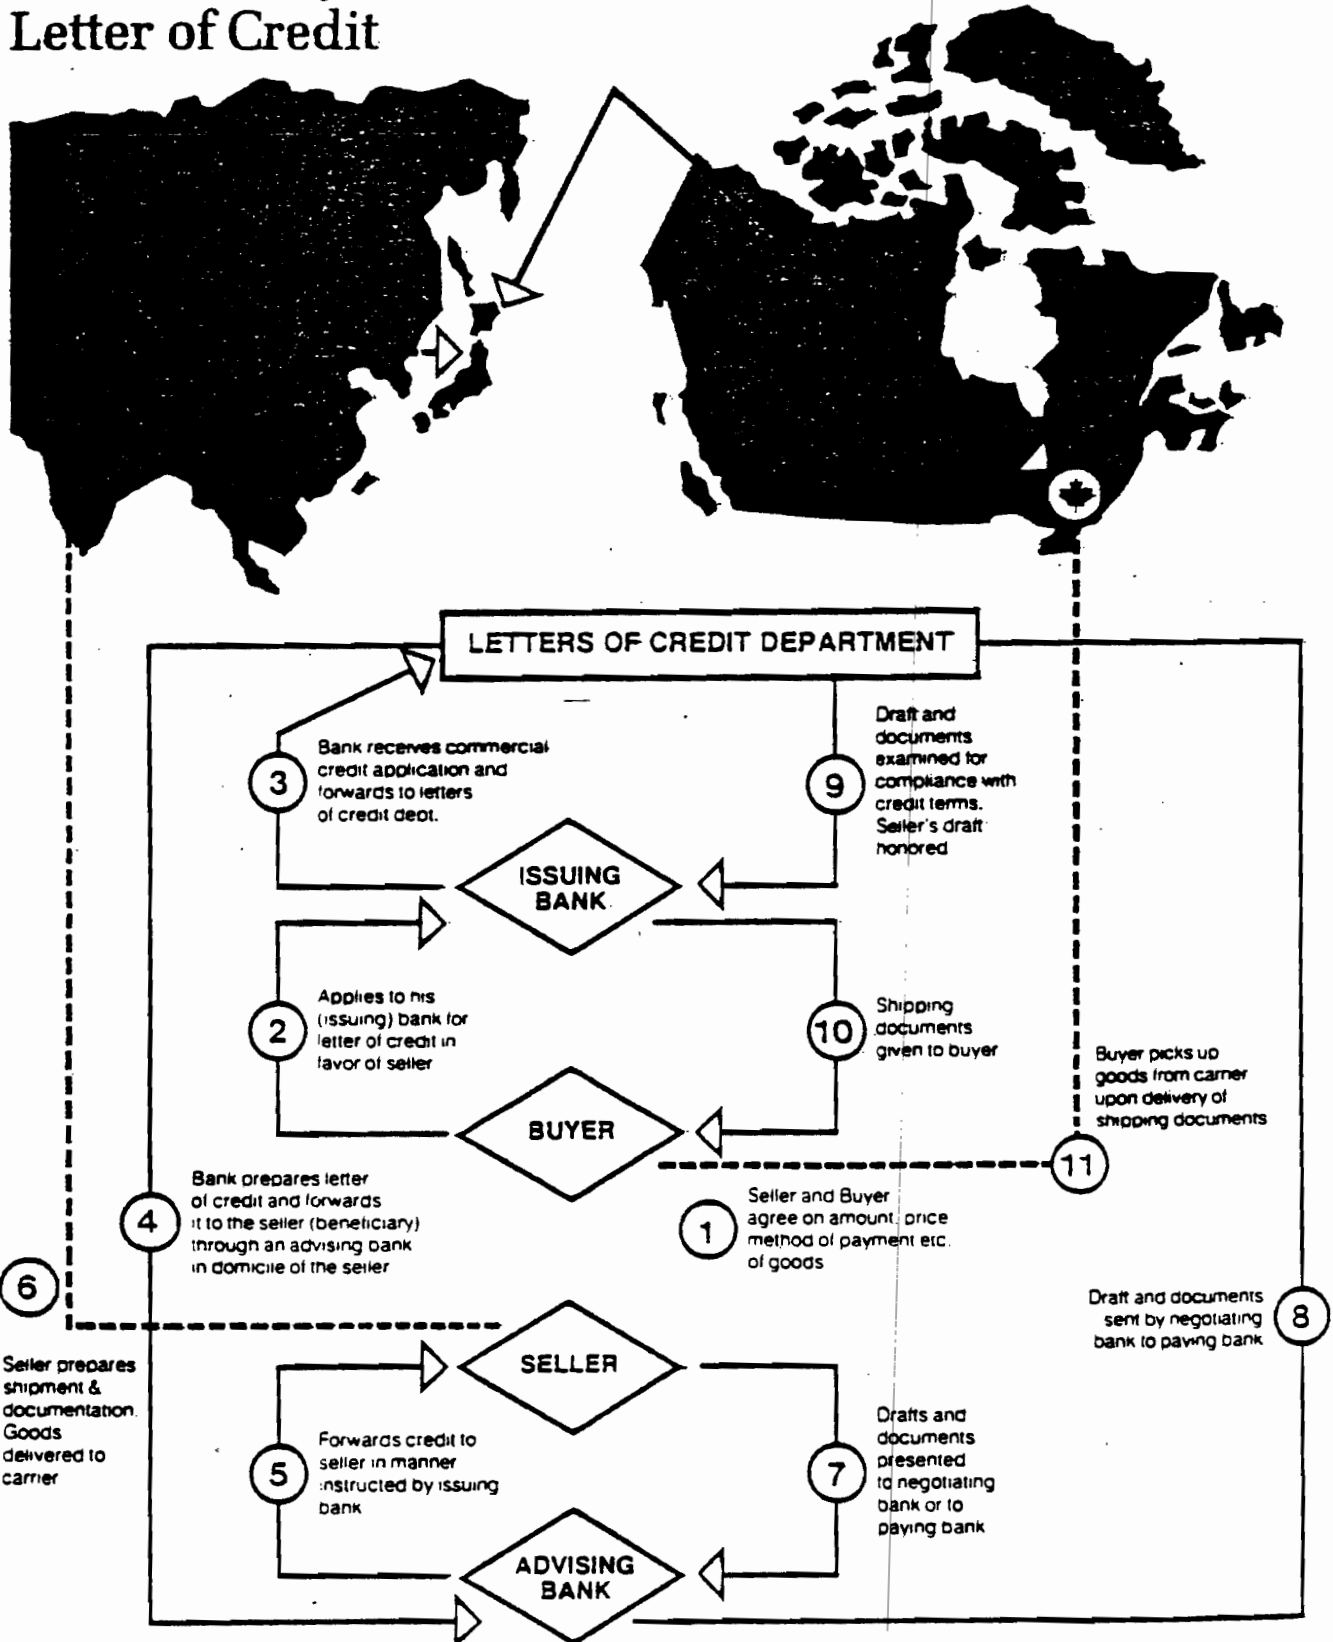 Letter of Credit
LETTERS OF CREDIT DEPARTMENT
3
Bank receives commercial
credit application and
forwards to letters
of credit dept.
9
Draft and
documents
examined for
compliance with
credit terms.
Seller's draft
honored
ISSUING
BANK
2
Applies to his
(issuing) bank for
letter of credit in
favor of seller
10
Shipping
documents
given to buyer
BUYER
Buyer picks up
goods from carrier
upon delivery of
shipping documents
11
4
Bank prepares letter
of credit and forwards
it to the seller (beneficiary)
through an advising bank
in domicile of the seller
1
Seller and Buyer
agree on amount, price
method of payment etc.
of goods
6
Seller prepares
shipment &
documentation.
Goods
delivered to
carrier
Draft and documents
sent by negotiating
bank to paying bank
8
SELLER
5
Forwards credit to
seller in manner
instructed by issuing
bank
7
Drafts and
documents
presented
to negotiating
bank or to
paying bank
ADVISING
BANK